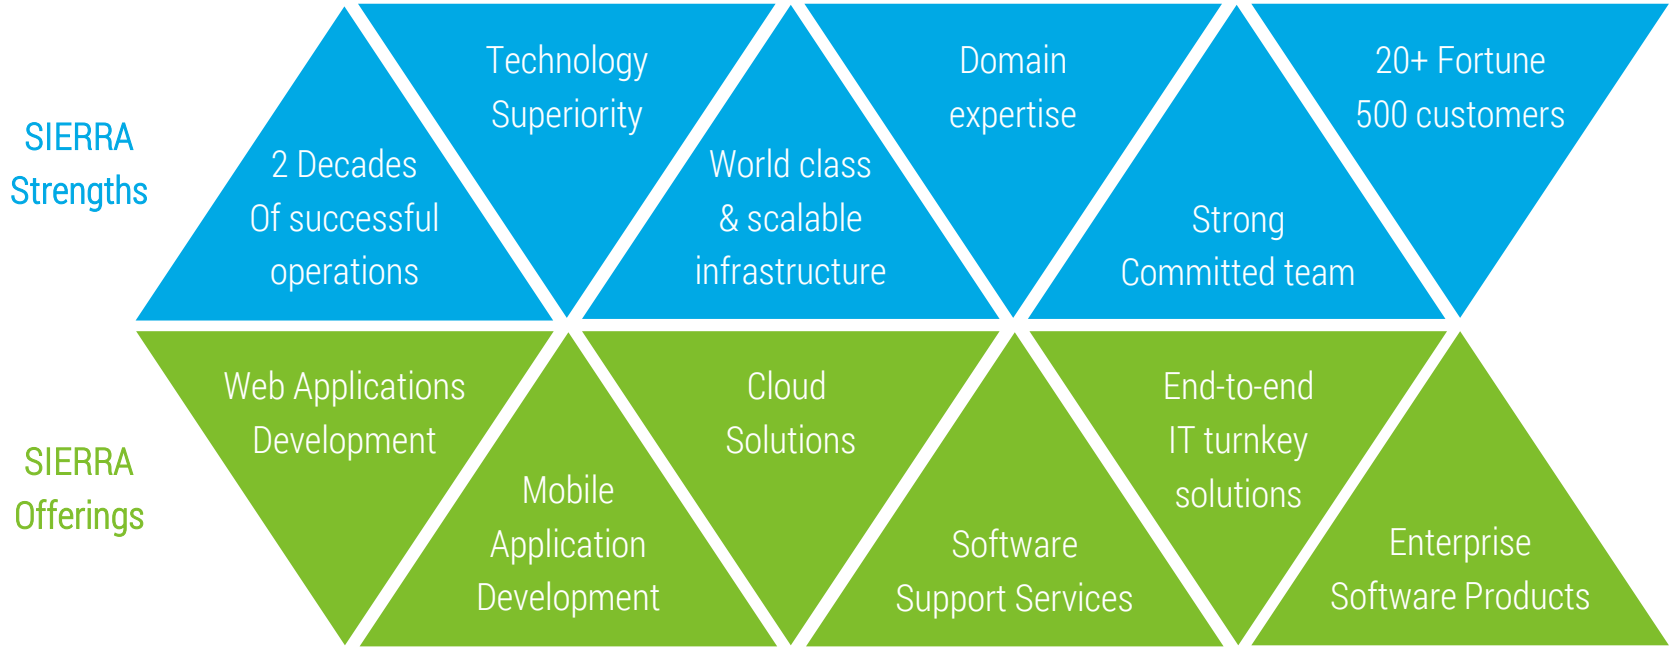 SIERRA
Strengths
2 Decades
Of successful
operations
Technology
Superiority
World class
& scalable
infrastructure
Domain
expertise
Strong
Committed team
20+ Fortune
500 customers
SIERRA
Offerings
Web Applications
Development
Mobile
Application
Development
Cloud
Solutions
Software
Support Services
End-to-end
IT turnkey
solutions
Enterprise
Software Products